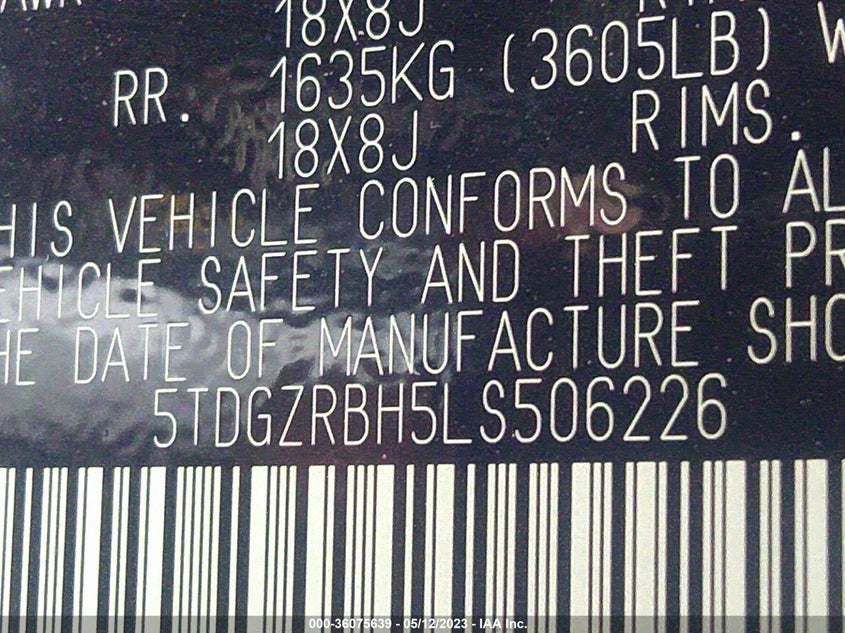 18X8J
RR. 1635KG (3605LB)
18X8J RIMS.
HIS VEHICLE CONFORMS TO AL
EHICLE SAFETY AND THEFT PR
HE DATE OF MANUFACTURE SHO
5TDGZRBH5LS506226
000-36075639 - 05/12/2023 - IAA Inc.